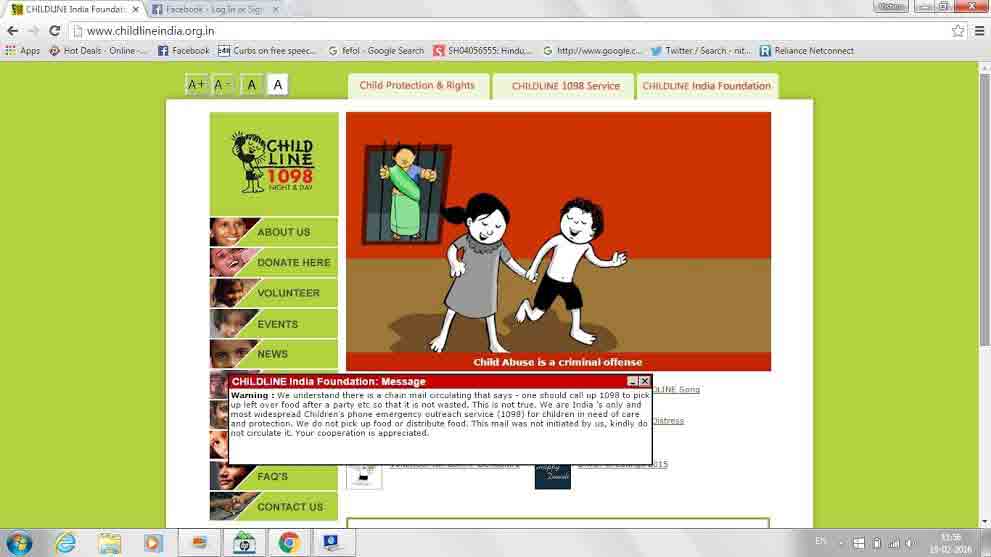 CHILDLINE India Foundat
Facebook - Log In or Sign
www.childlineindia.org.in
Apps
Hot Deals - Online -...
Facebook
Curbs on free speec...
fefol - Google Search
SH04056555: Hindu...
http://www.google.c...
Twitter / Search - nit...
Reliance Netconnect
A+ A- A A
Child Protection & Rights
CHILDLINE 1098 Service
CHILDLINE India Foundation
CHILD
LINE
1098
NIGHT & DAY
ABOUT US
DONATE HERE
VOLUNTEER
EVENTS
NEWS
Child Abuse is a criminal offense
CHILDLINE India Foundation: Message
Warning : We understand there is a chain mail circulating that says - one should call up 1098 to pick
up left over food after a party etc so that it is not wasted. This is not true. We are India 's only and
most widespread Children's phone emergency outreach service (1098) for children in need of care
and protection. We do not pick up food or distribute food. This mail was not initiated by us, kindly do
not circulate it. Your cooperation is appreciated.
LINE Song
Distress
2015
FAQ'S
CONTACT US
EN
11:56
19-02-2016